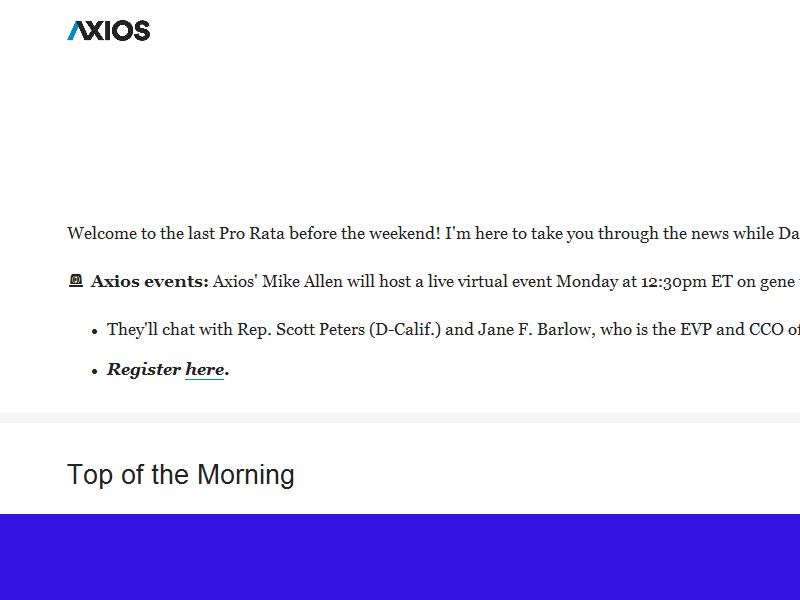 AXIOS
Welcome to the last Pro Rata before the weekend! I'm here to take you through the news while Da
Axios events: Axios' Mike Allen will host a live virtual event Monday at 12:30pm ET on gene
• They'll chat with Rep. Scott Peters (D-Calif.) and Jane F. Barlow, who is the EVP and CCO of
• Register here.
Top of the Morning